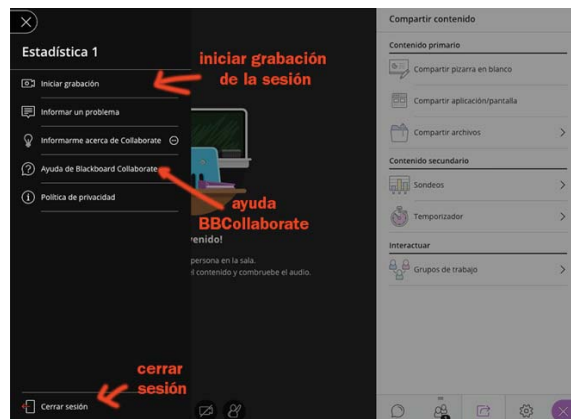 Estadística 1
Iniciar grabación
Informar un problema
Informarme acerca de Collaborate
Ayuda de Blackboard Collaborate
Política de privacidad
Cerrar sesión
iniciar grabación
de la sesión
ayuda
BBCollaborate
cerrar
sesión
venido!
persona en la sala.
el contenido y combruebe el audio.
Compartir contenido
Contenido primario
Compartir pizarra en blanco
Compartir aplicación/pantalla
Compartir archivos
Contenido secundario
Sondeos
Temporizador
Interactuar
Grupos de trabajo